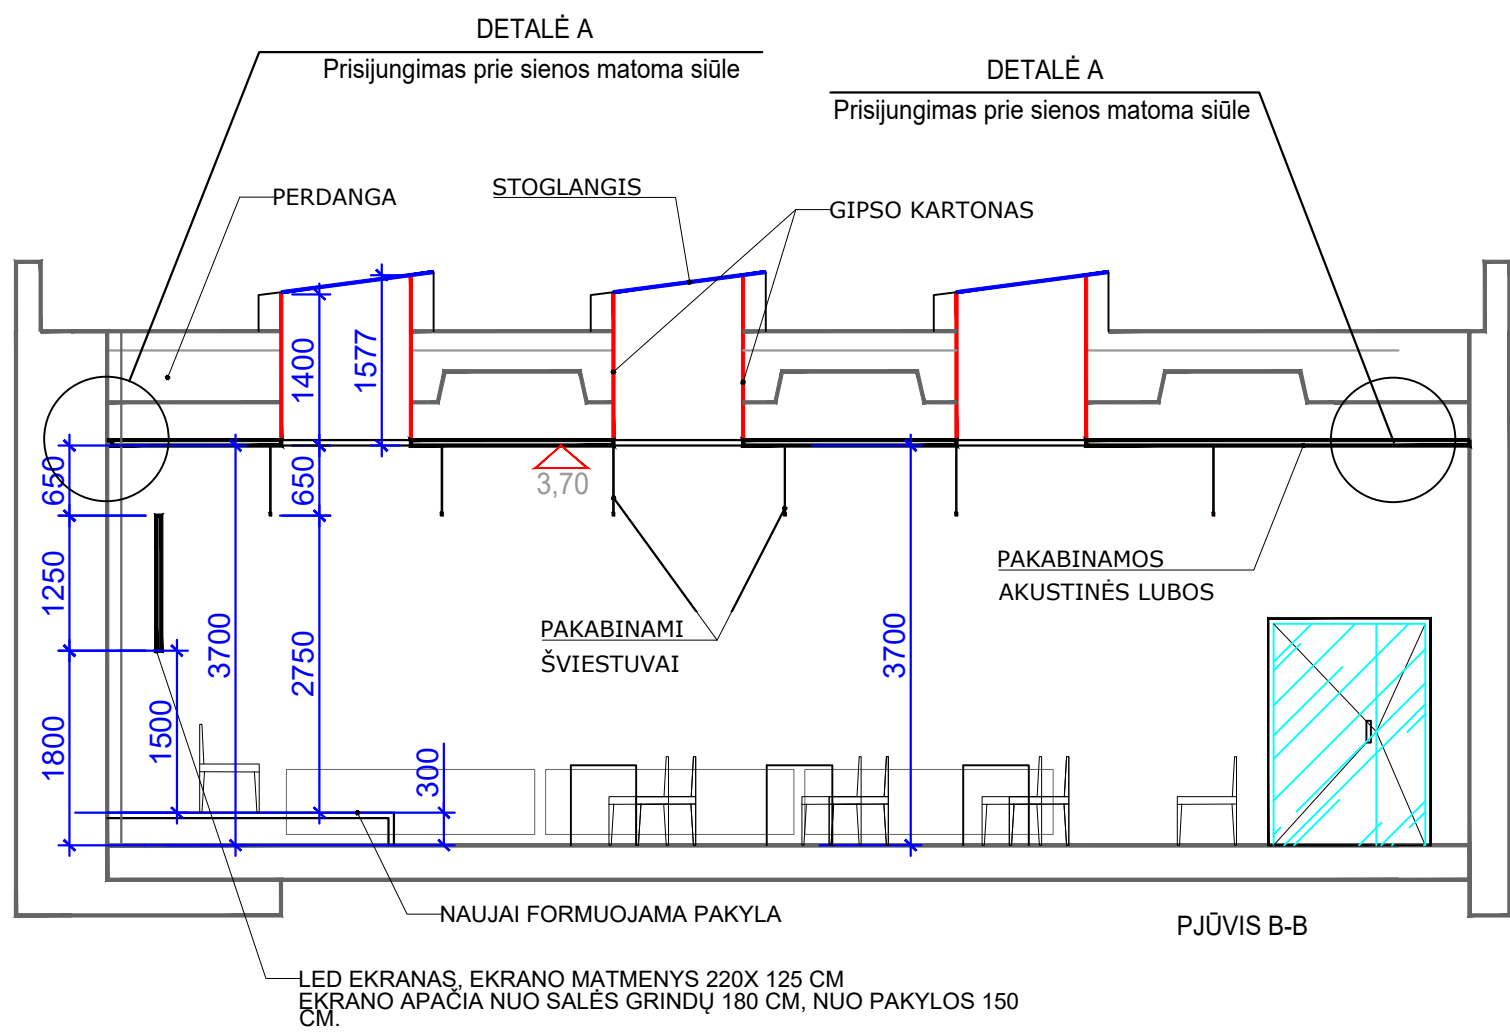 DETALĖ A
Prisijungimas prie sienos matoma siūle
DETALĖ A
Prisijungimas prie sienos matoma siūle
PERDANGA
STOGLANGIS
GIPSO KARTONAS
1400
1577
650
650
3,70
1250
3700
2750
3700
PAKABINAMOS
AKUSTINĖS LUBOS
PAKABINAMI
ŠVIESTUVAI
1800
1500
300
NAUJAI FORMUOJAMA PAKYLA
PJŪVIS B-B
LED EKRANAS, EKRANO MATMENYS 220X 125 CM
EKRANO APAČIA NUO SALĖS GRINDŲ 180 CM, NUO PAKYLOS 150
CM.